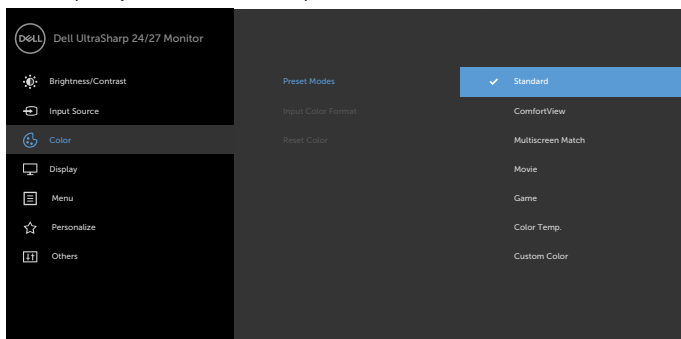 DELL Dell UltraSharp 24/27 Monitor
Brightness/Contrast Preset Modes Standard
Input Source Input Color Format ComfortView
Color Reset Color Multiscreen Match
Display Movie
Menu Game
Personalize Color Temp.
Others Custom Color